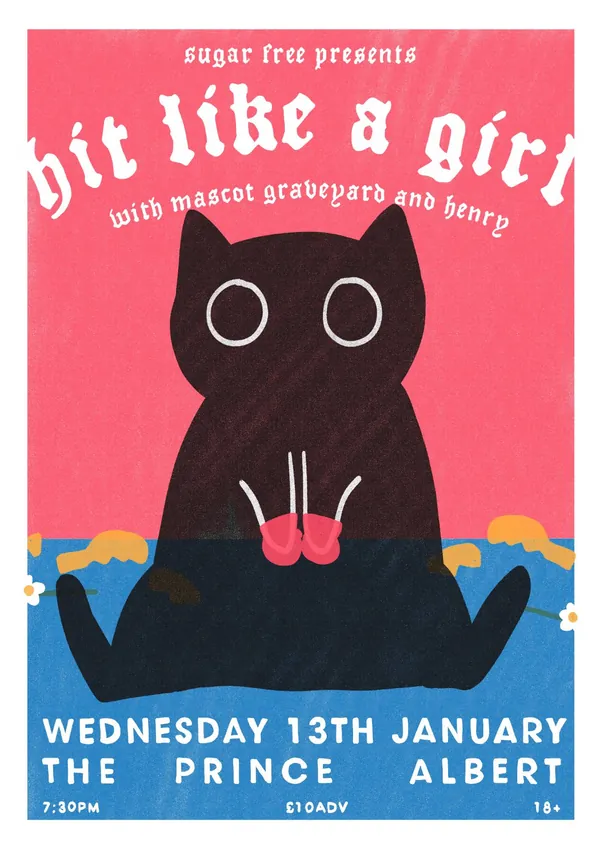 sugar free presents
hit like a girl
with mascot graveyard and henry
WEDNESDAY 13TH JANUARY
THE PRINCE ALBERT
7:30PM £10ADV 18+